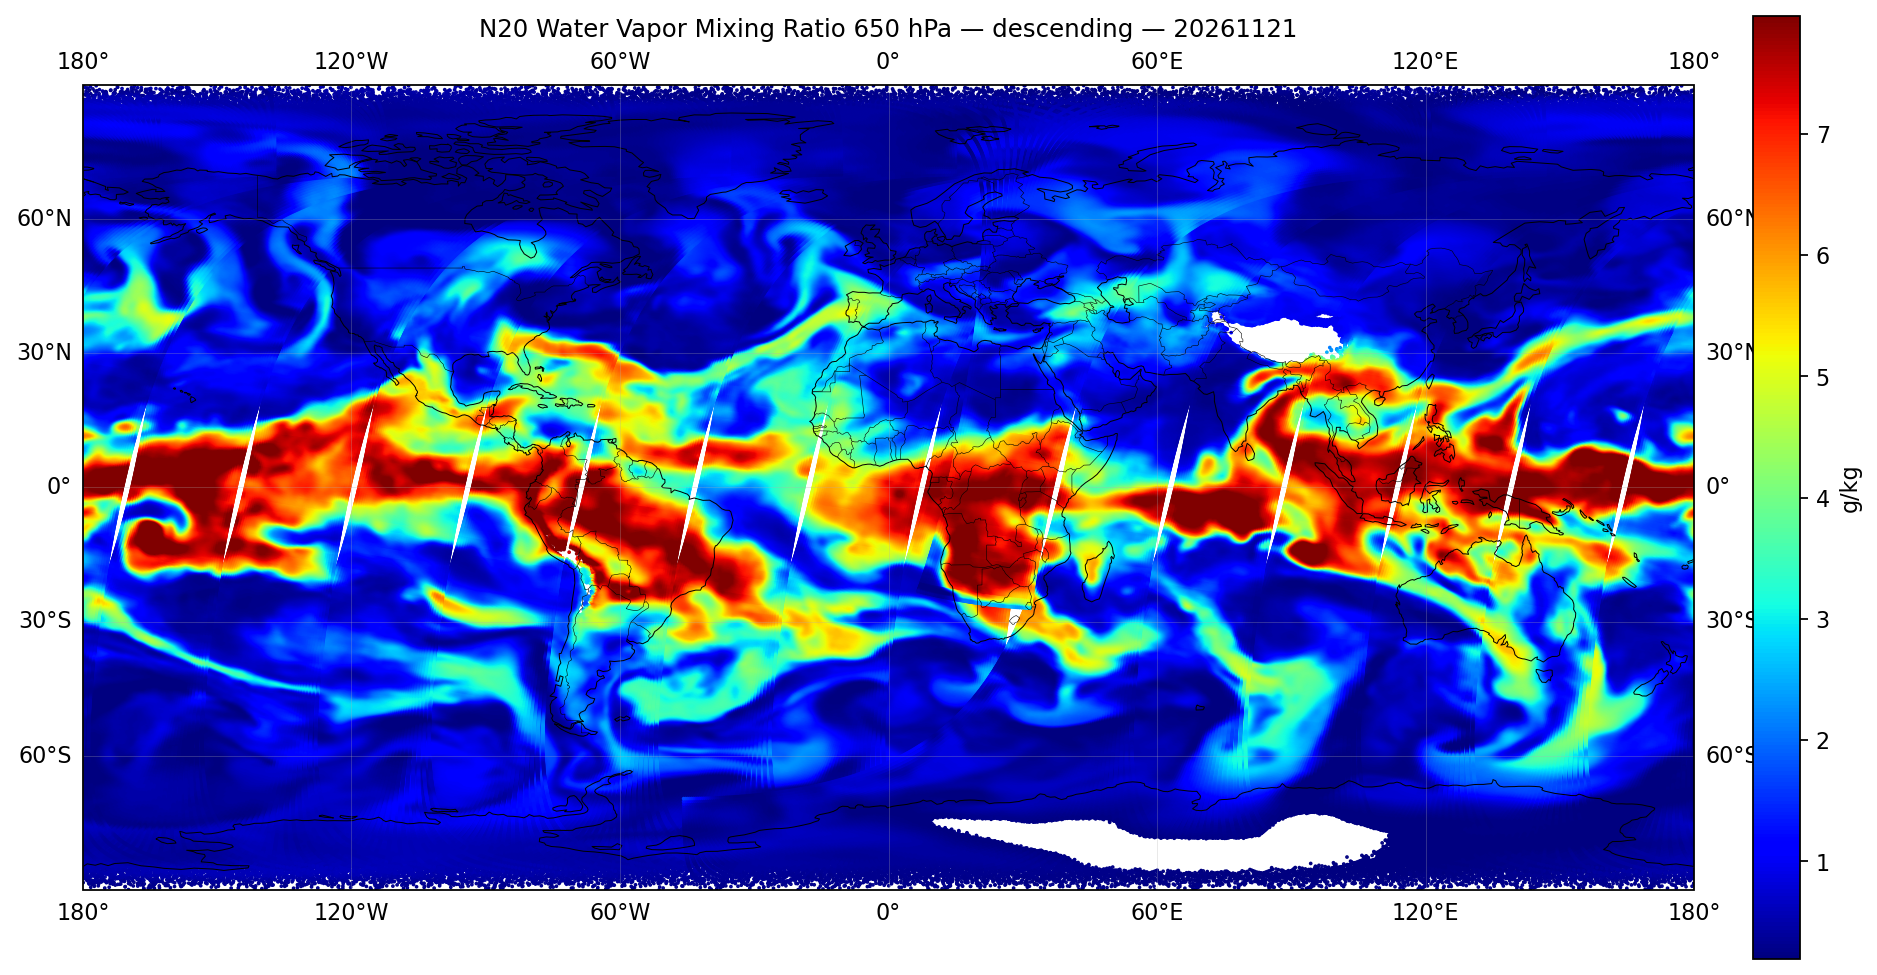 N20 Water Vapor Mixing Ratio 650 hPa — descending — 20261121
180° 120°W 60°W 0° 60°E 120°E 180°
7
60°N 60°N
6
30°N 30°N
5
0° 0°
4
g/kg
30°S 30°S
3
60°S 60°S
2
1
180° 120°W 60°W 0° 60°E 120°E 180°